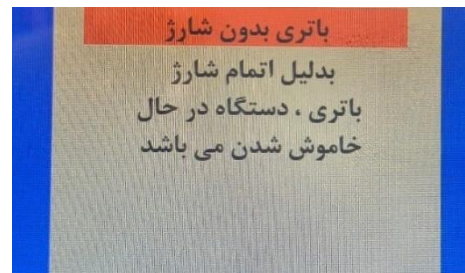 باتری بدون شارژ
بدلیل اتمام شارژ
باتری ، دستگاه در حال
خاموش شدن می باشد